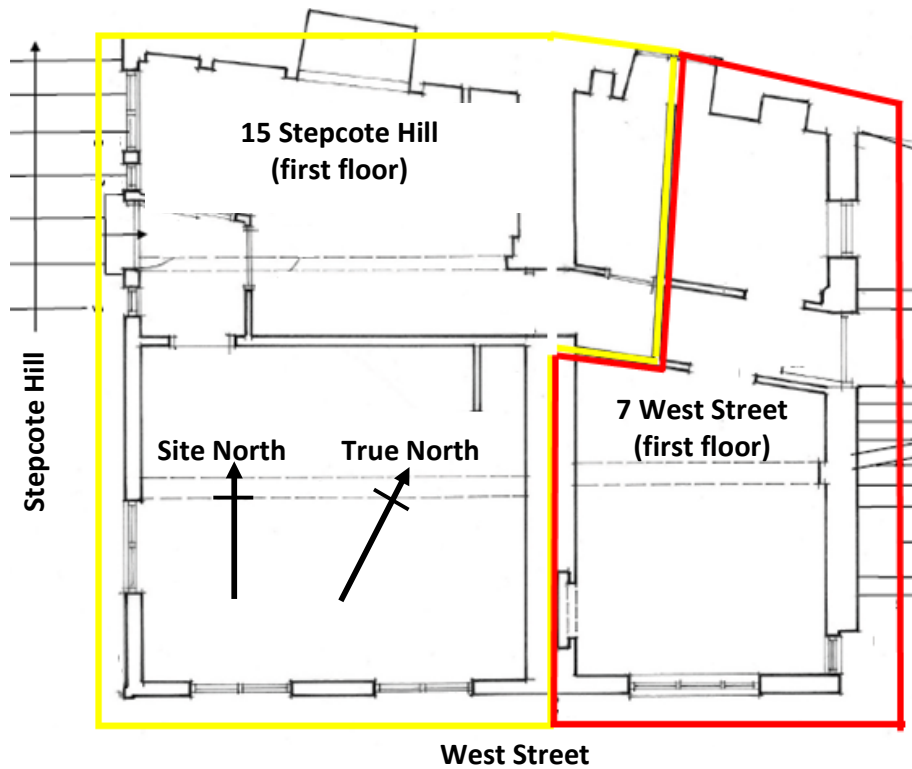 15 Stepcote Hill
(first floor)
Stepcote Hill
7 West Street
(first floor)
Site North
True North
West Street